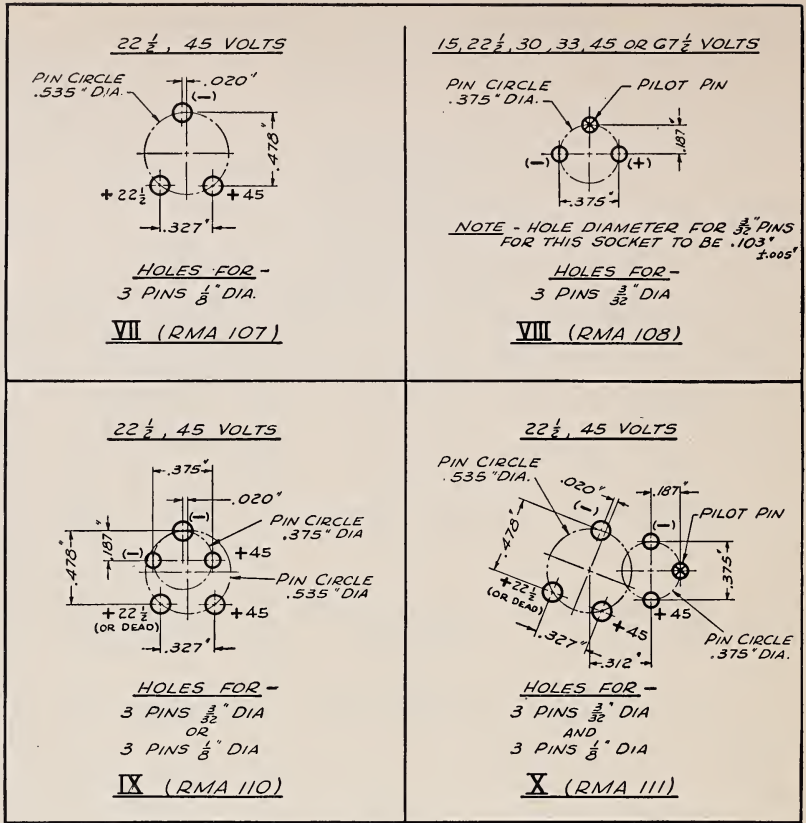 22 1/2, 45 VOLTS
PIN CIRCLE
.535" DIA.
.020"
(−)
.478"
+ 22 1/2
+ 45
.327"
HOLES FOR -
3 PINS 1/8" DIA.
VII (RMA 107)
15, 22 1/2, 30, 33, 45 OR 67 1/2 VOLTS
PIN CIRCLE
.375" DIA.
PILOT PIN
.187"
(−)
(+)
.375"
NOTE - HOLE DIAMETER FOR 3/32" PINS
FOR THIS SOCKET TO BE .103"
±.005"
HOLES FOR -
3 PINS 3/32" DIA
VIII (RMA 108)
22 1/2, 45 VOLTS
.375"
.020"
(−)
PIN CIRCLE
.375" DIA
.478"
.187"
(−)
+ 45
PIN CIRCLE
.535" DIA
+ 22 1/2
(OR DEAD)
+ 45
.327"
HOLES FOR -
3 PINS 3/32" DIA
OR
3 PINS 1/8" DIA
IX (RMA 110)
22 1/2, 45 VOLTS
PIN CIRCLE
.535" DIA.
.020"
(−)
.187"
PILOT PIN
(−)
.478"
.375"
+ 22 1/2
(OR DEAD)
+ 45
+ 45
.327"
.312"
PIN CIRCLE
.375" DIA.
HOLES FOR -
3 PINS 3/32" DIA
AND
3 PINS 1/8" DIA
X (RMA 111)